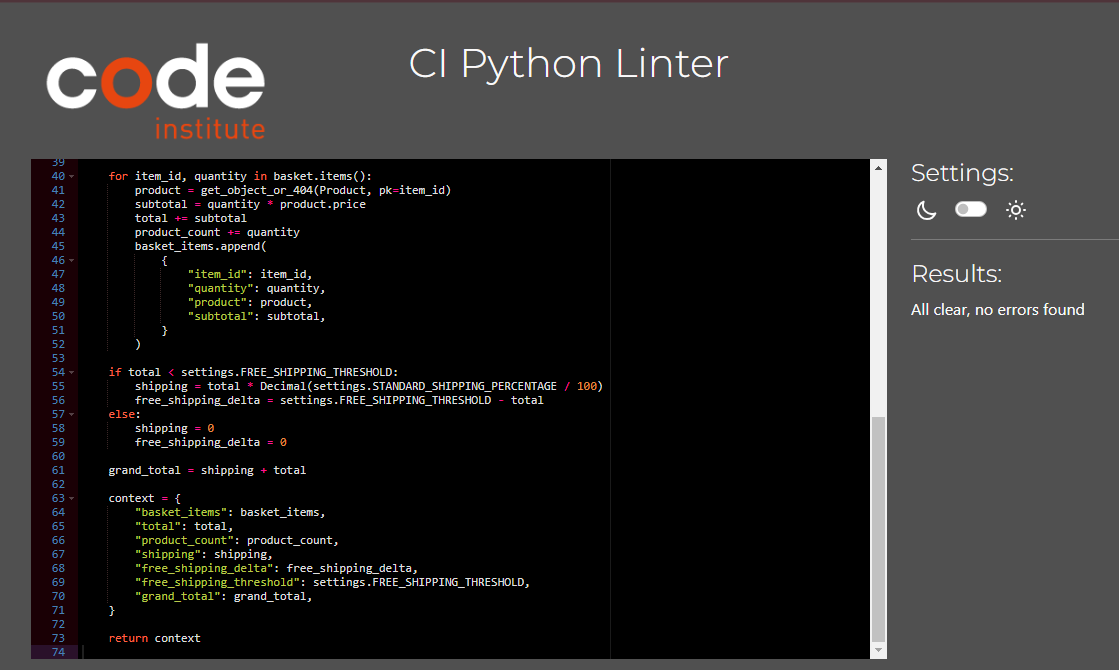 code
institute
CI Python Linter
39
40 for item_id, quantity in basket.items():
41 product = get_object_or_404(Product, pk=item_id)
42 subtotal = quantity * product.price
43 total += subtotal
44 product_count += quantity
45 basket_items.append(
46 {
47 "item_id": item_id,
48 "quantity": quantity,
49 "product": product,
50 "subtotal": subtotal,
51 }
52 )
53
54 if total < settings.FREE_SHIPPING_THRESHOLD:
55 shipping = total * Decimal(settings.STANDARD_SHIPPING_PERCENTAGE / 100)
56 free_shipping_delta = settings.FREE_SHIPPING_THRESHOLD - total
57 else:
58 shipping = 0
59 free_shipping_delta = 0
60
61 grand_total = shipping + total
62
63 context = {
64 "basket_items": basket_items,
65 "total": total,
66 "product_count": product_count,
67 "shipping": shipping,
68 "free_shipping_delta": free_shipping_delta,
69 "free_shipping_threshold": settings.FREE_SHIPPING_THRESHOLD,
70 "grand_total": grand_total,
71 }
72
73 return context
74
Settings:
Results:
All clear, no errors found